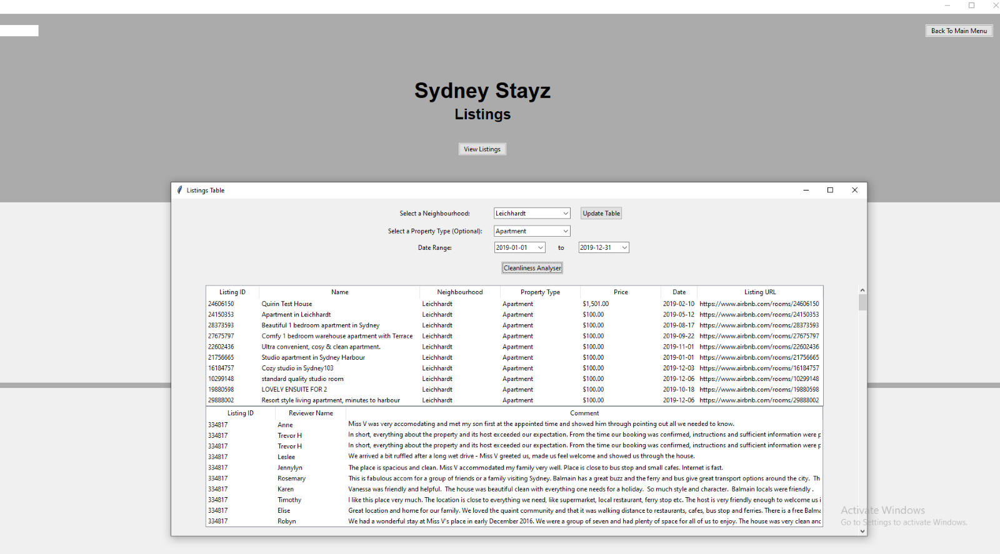 Back To Main Menu
Sydney Stayz
Listings
View Listings
Listings Table
Select a Neighbourhood: Leichhardt Update Table
Select a Property Type (Optional): Apartment
Date Range: 2019-01-01 to 2019-12-31
Cleanliness Analyser
Listing ID Name Neighbourhood Property Type Price Date Listing URL
24606150 Quirin Test House Leichhardt Apartment $1,501.00 2019-02-10 https://www.airbnb.com/rooms/24606150
24150353 Apartment in Leichhardt Leichhardt Apartment $100.00 2019-05-12 https://www.airbnb.com/rooms/24150353
28373593 Beautiful 1 bedroom apartment in Sydney Leichhardt Apartment $100.00 2019-08-17 https://www.airbnb.com/rooms/28373593
27675797 Comfy 1 bedroom warehouse apartment with Terrace Leichhardt Apartment $100.00 2019-09-22 https://www.airbnb.com/rooms/27675797
22602436 Ultra convenient, cosy & clean apartment. Leichhardt Apartment $100.00 2019-11-01 https://www.airbnb.com/rooms/22602436
21756665 Studio apartment in Sydney Harbour Leichhardt Apartment $100.00 2019-01-01 https://www.airbnb.com/rooms/21756665
16184757 Cozy studio in Sydney103 Leichhardt Apartment $100.00 2019-12-03 https://www.airbnb.com/rooms/16184757
10299148 standard quality studio room Leichhardt Apartment $100.00 2019-12-06 https://www.airbnb.com/rooms/10299148
19880598 LOVELY ENSUITE FOR 2 Leichhardt Apartment $100.00 2019-10-18 https://www.airbnb.com/rooms/19880598
29888002 Resort style living apartment, minutes to harbour Leichhardt Apartment $100.00 2019-12-06 https://www.airbnb.com/rooms/29888002
Listing ID Reviewer Name Comment
334817 Anne Miss V was very accomodating and met my son first at the appointed time and showed him through pointing out all we needed to know.
334817 Trevor H In short, everything about the property and its host exceeded our expectation. From the time our booking was confirmed, instructions and sufficient information were p
334817 Trevor H In short, everything about the property and its host exceeded our expectation. From the time our booking was confirmed, instructions and sufficient information were p
334817 Leslee We arrived a bit ruffled after a long wet drive - Miss V greeted us, made us feel welcome and showed us through the house.
334817 Jennylyn The place is spacious and clean. Miss V accommodated my family very well. Place is close to bus stop and small cafes. Internet is fast.
334817 Rosemary This is fabulous accom for a group of friends or a family visiting Sydney. Balmain has a great buzz and the ferry and bus give great transport options around the city. Th
334817 Karen Vanessa was friendly and helpful. The house was beautiful clean with everything one needs for a holiday. So much style and character. Balmain locals were friendly .
334817 Timothy I like this place very much. The location is close to everything we need, like supermarket, local restaurant, ferry stop etc. The host is very friendly enough to welcome us i
334817 Elise Great location and home for our family. We loved the quaint community and that it was walking distance to restaurants, cafes, bus stop and ferries. There is a free Balma
334817 Robyn We had a wonderful stay at Miss V's place in early December 2016. We were a group of seven and had plenty of space for all of us to enjoy. The house was very clean and
Activate Windows
Go to Settings to activate Windows.